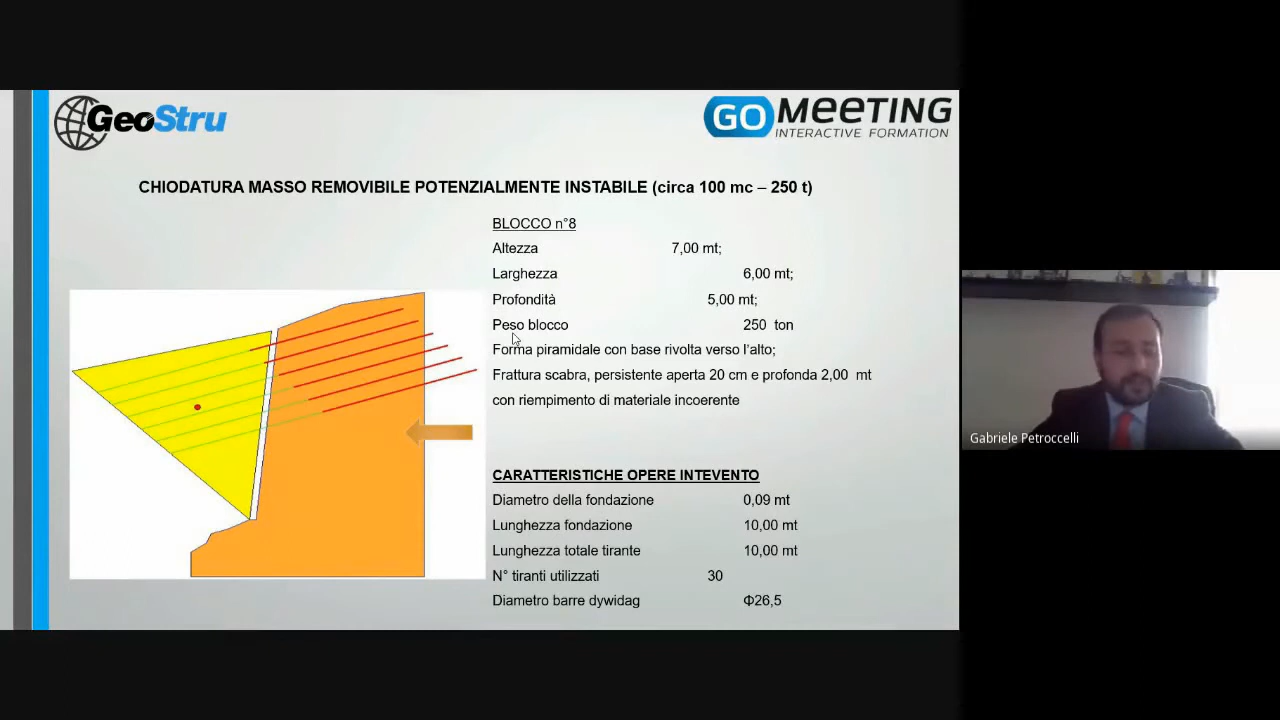 GeoStru
GO MEETING
INTERACTIVE FORMATION
CHIODATURA MASSO REMOVIBILE POTENZIALMENTE INSTABILE (circa 100 mc – 250 t)
BLOCCO n°8
Altezza 7,00 mt;
Larghezza 6,00 mt;
Profondità 5,00 mt;
Peso blocco 250 ton
Forma piramidale con base rivolta verso l'alto;
Frattura scabra, persistente aperta 20 cm e profonda 2,00 mt
con riempimento di materiale incoerente
CARATTERISTICHE OPERE INTEVENTO
Diametro della fondazione 0,09 mt
Lunghezza fondazione 10,00 mt
Lunghezza totale tirante 10,00 mt
N° tiranti utilizzati 30
Diametro barre dywidag Φ26,5
Gabriele Petroccelli